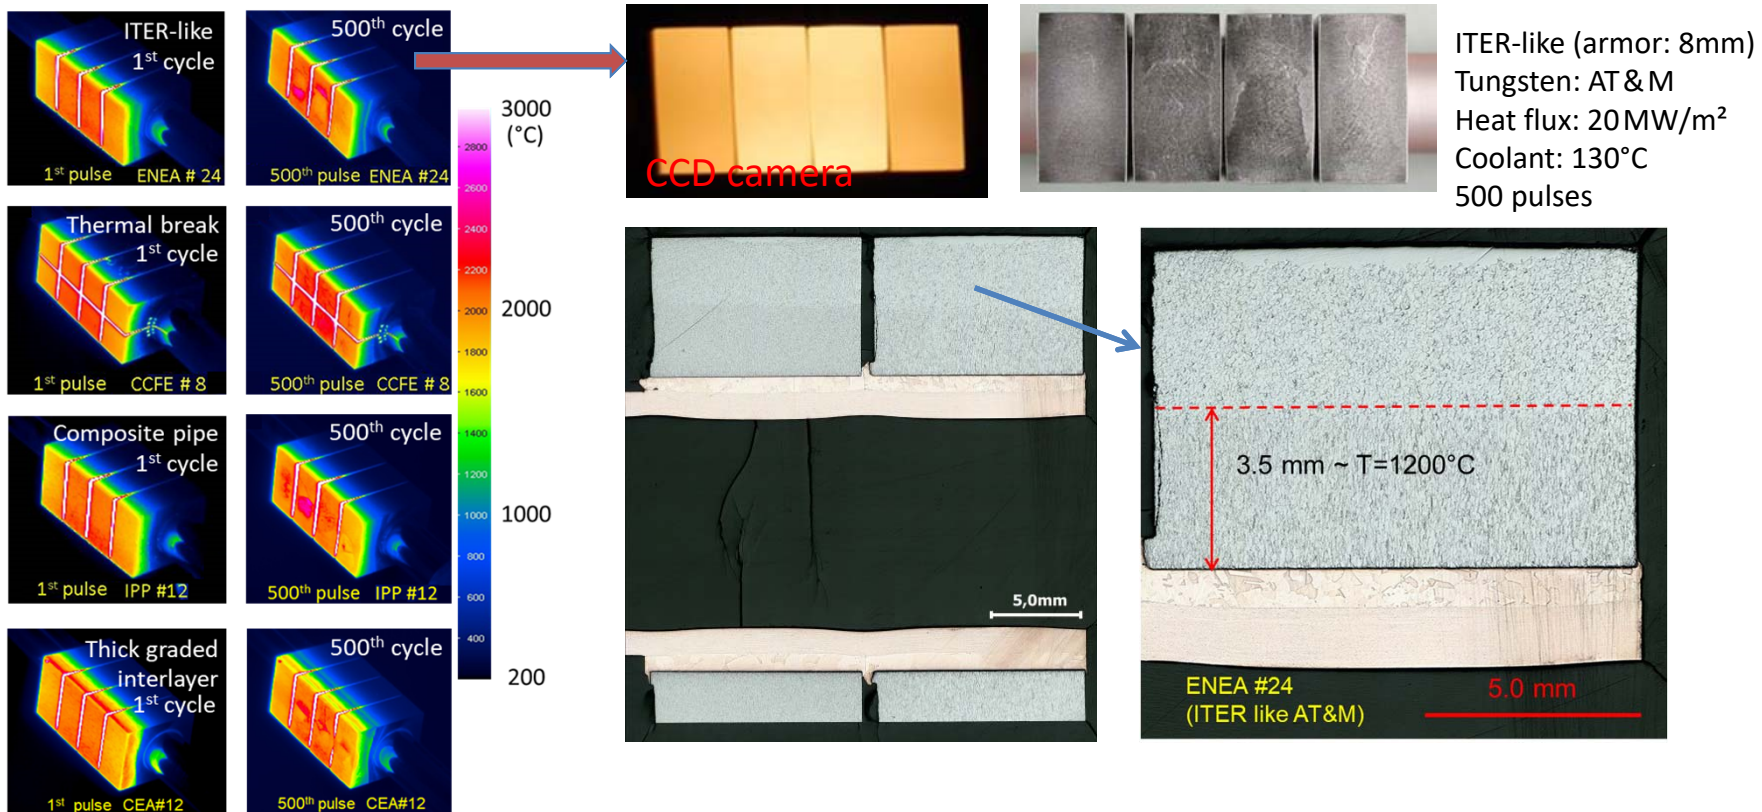 ITER-like
1st cycle
1st pulse ENEA # 24
500th cycle
500th pulse ENEA #24
Thermal break
1st cycle
1st pulse CCFE # 8
500th cycle
500th pulse CCFE # 8
Composite pipe
1st cycle
1st pulse IPP #12
500th cycle
500th pulse IPP #12
Thick graded
interlayer
1st cycle
1st pulse CEA#12
500th cycle
500th pulse CEA#12
3000
(°C)
2000
1000
200
2800
2600
2400
2200
2000
1800
1600
1400
1200
1000
800
600
400
CCD camera
ITER-like (armor: 8mm)
Tungsten: AT&M
Heat flux: 20 MW/m²
Coolant: 130°C
500 pulses
5,0mm
3.5 mm ~ T=1200°C
ENEA #24
(ITER like AT&M)
5.0 mm